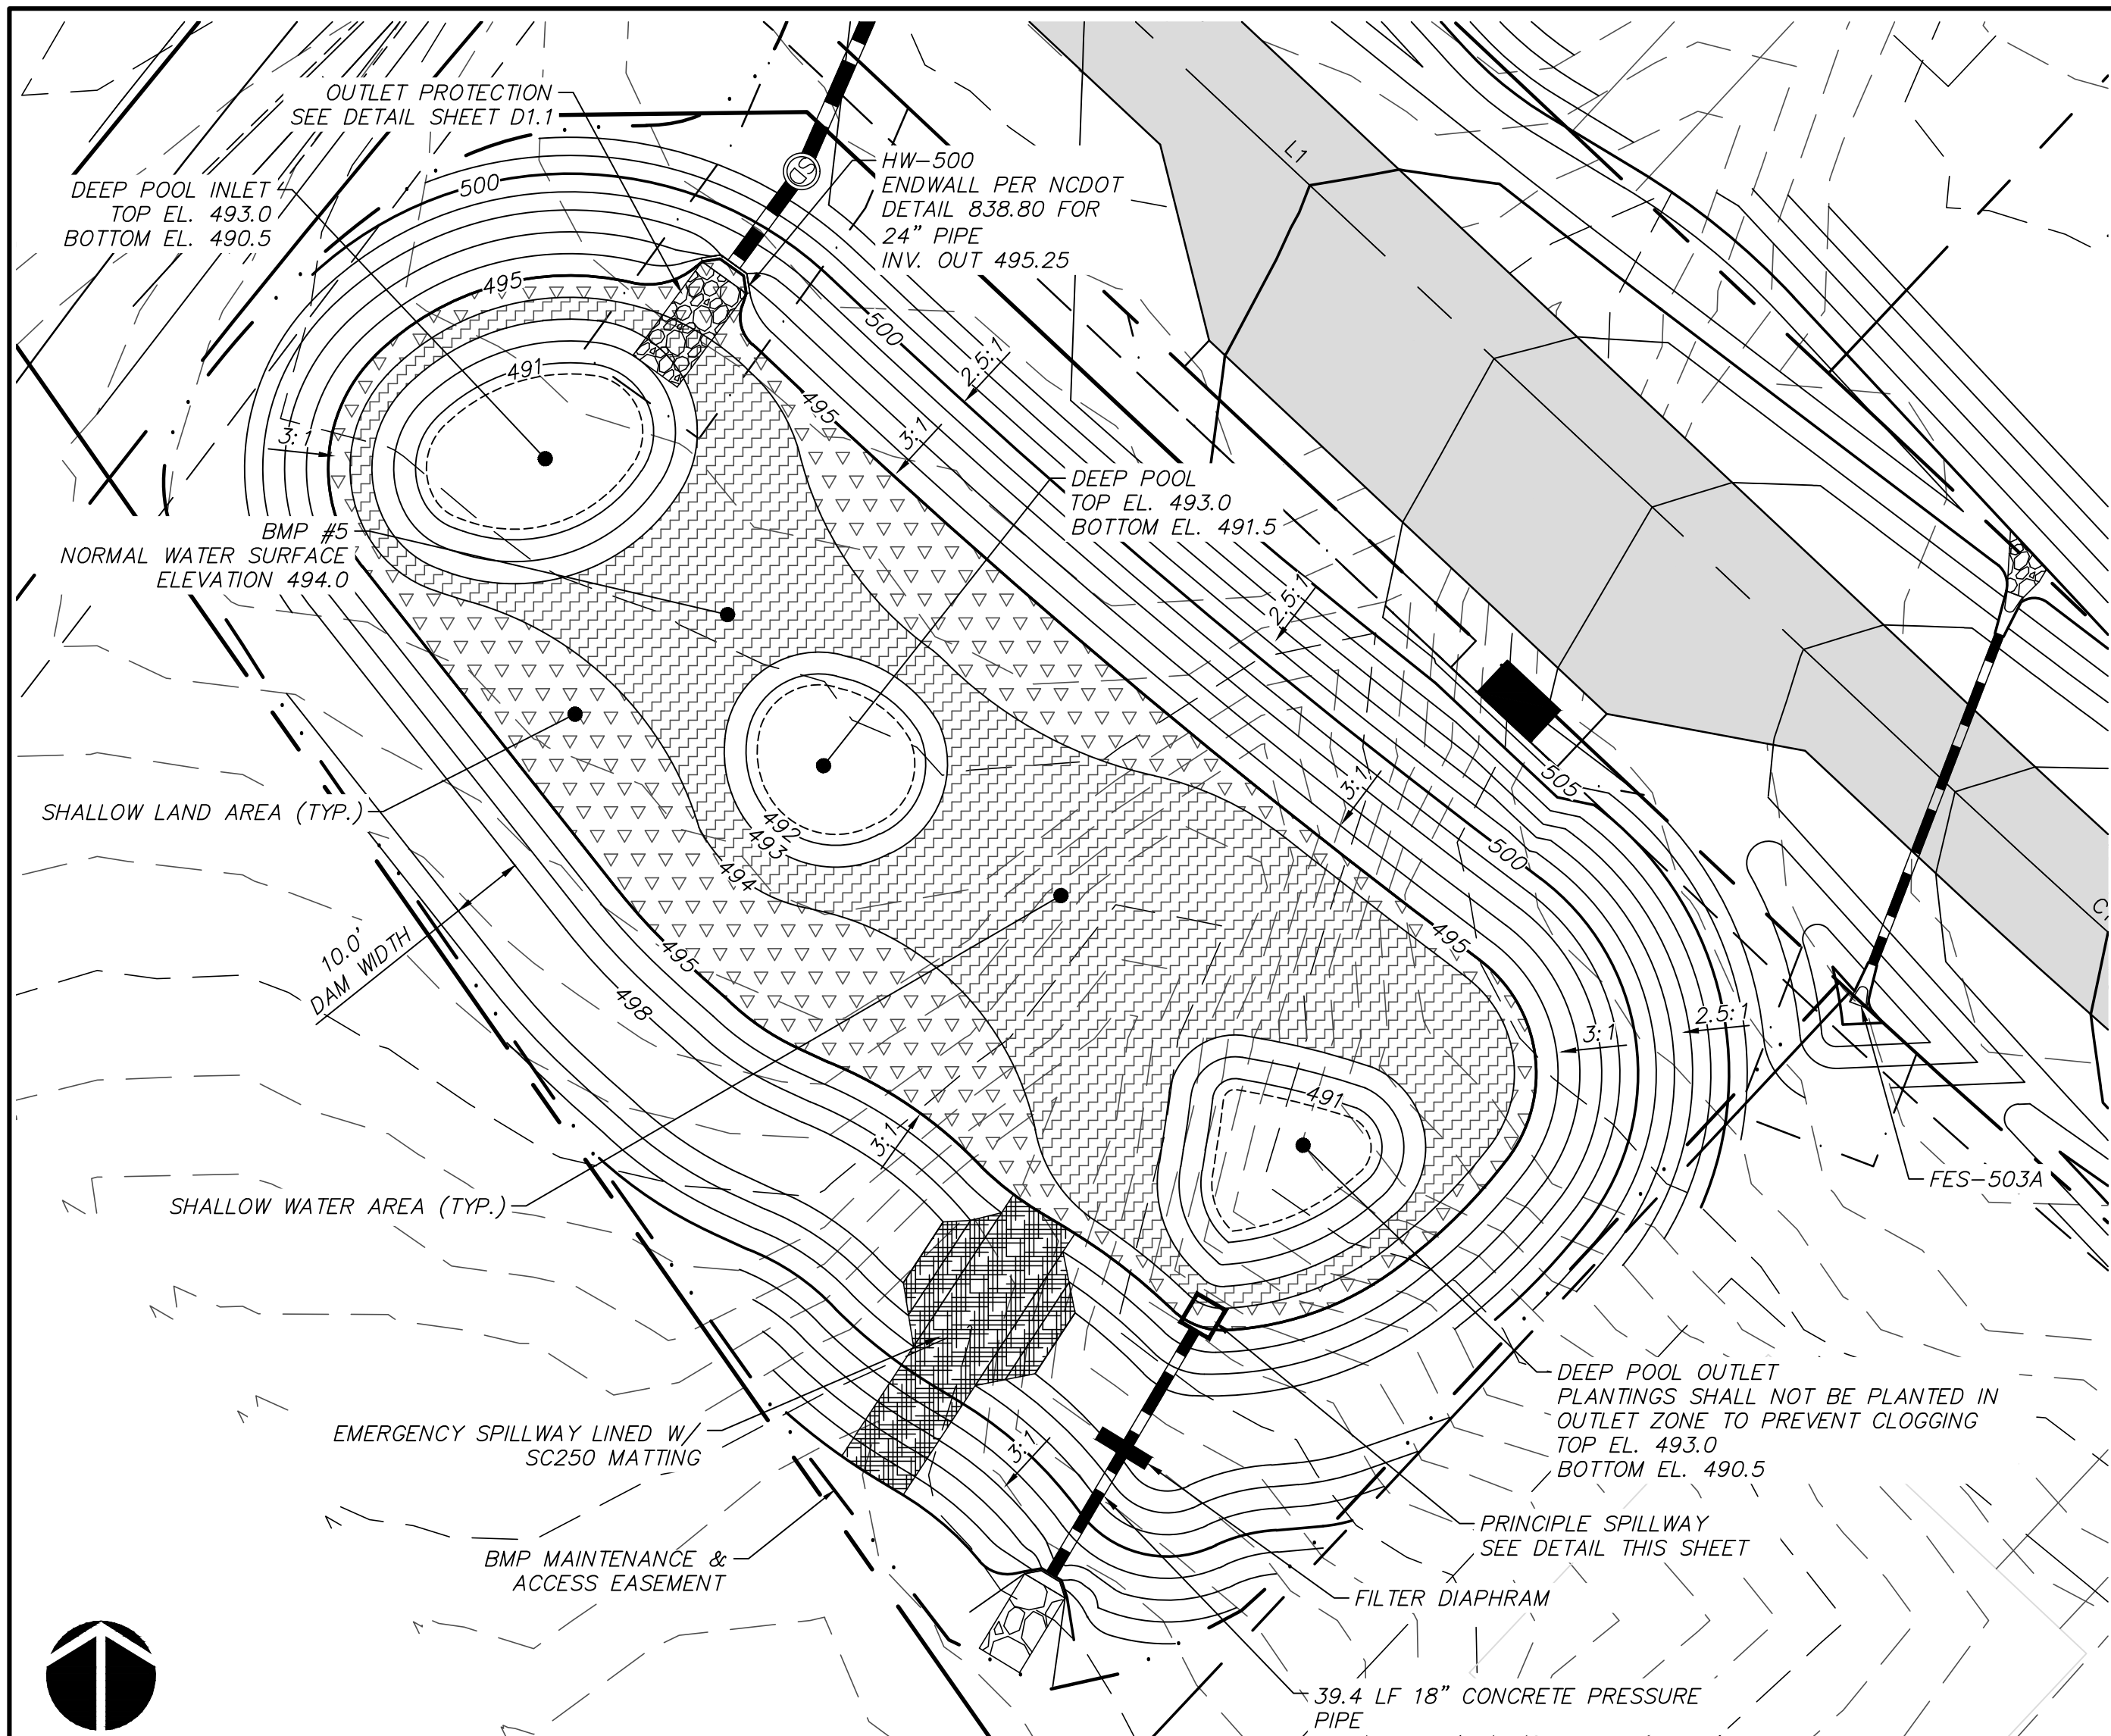 OUTLET PROTECTION
SEE DETAIL SHEET D1.1
HW-500
ENDWALL PER NCDOT
DETAIL 838.80 FOR
24" PIPE
INV. OUT 495.25
L1
SD
DEEP POOL INLET
TOP EL. 493.0
BOTTOM EL. 490.5
500
495
491
500
2.5:1
495
3:1
3:1
DEEP POOL
TOP EL. 493.0
BOTTOM EL. 491.5
BMP #5
NORMAL WATER SURFACE
ELEVATION 494.0
2.5:1
3:1
505
SHALLOW LAND AREA (TYP.)
492
493
494
500
495
10.0'
DAM WIDTH
495
498
3:1
2.5:1
491
3:1
FES-503A
SHALLOW WATER AREA (TYP.)
DEEP POOL OUTLET
PLANTINGS SHALL NOT BE PLANTED IN
OUTLET ZONE TO PREVENT CLOGGING
TOP EL. 493.0
BOTTOM EL. 490.5
EMERGENCY SPILLWAY LINED W/
SC250 MATTING
3:1
PRINCIPLE SPILLWAY
SEE DETAIL THIS SHEET
BMP MAINTENANCE &
ACCESS EASEMENT
FILTER DIAPHRAM
39.4 LF 18" CONCRETE PRESSURE
PIPE